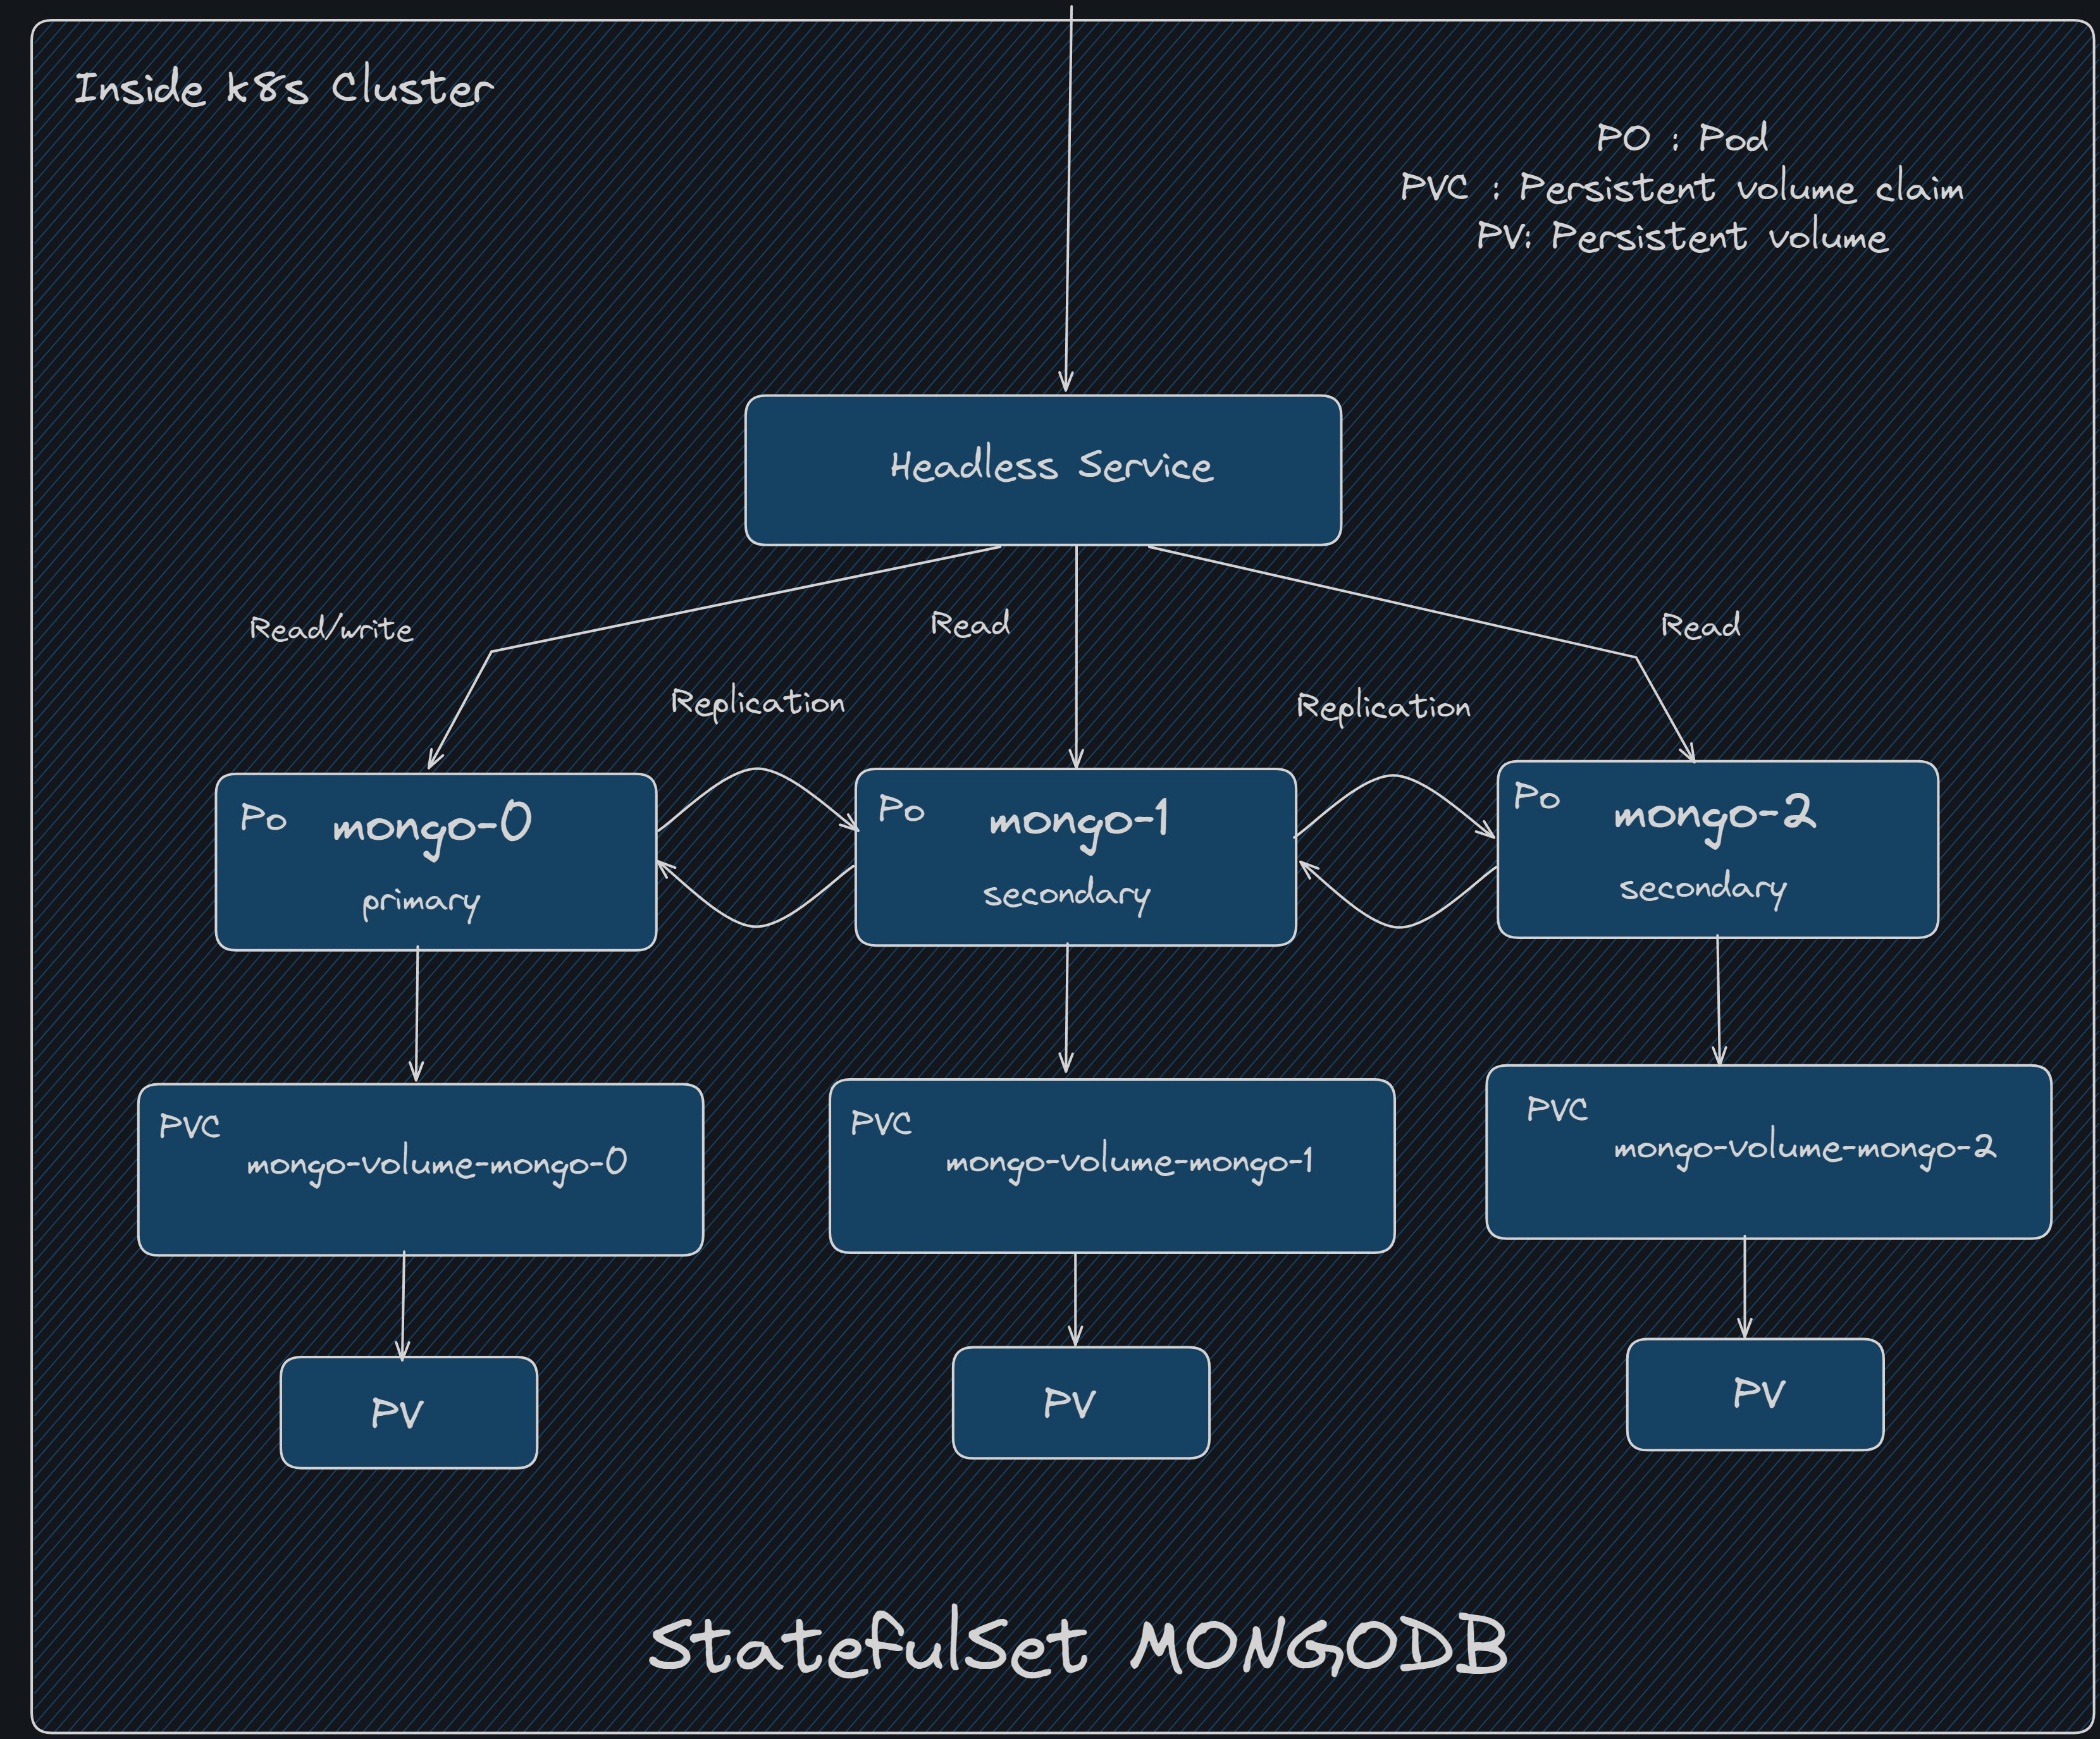 Inside k8s Cluster
PO : Pod
PVC : Persistent volume claim
PV: Persistent volume
Headless Service
Read/write
Read
Read
Replication
Replication
Po
mongo-0
primary
Po
mongo-1
secondary
Po
mongo-2
secondary
PVC
mongo-volume-mongo-0
PVC
mongo-volume-mongo-1
PVC
mongo-volume-mongo-2
PV
PV
PV
StatefulSet MONGODB